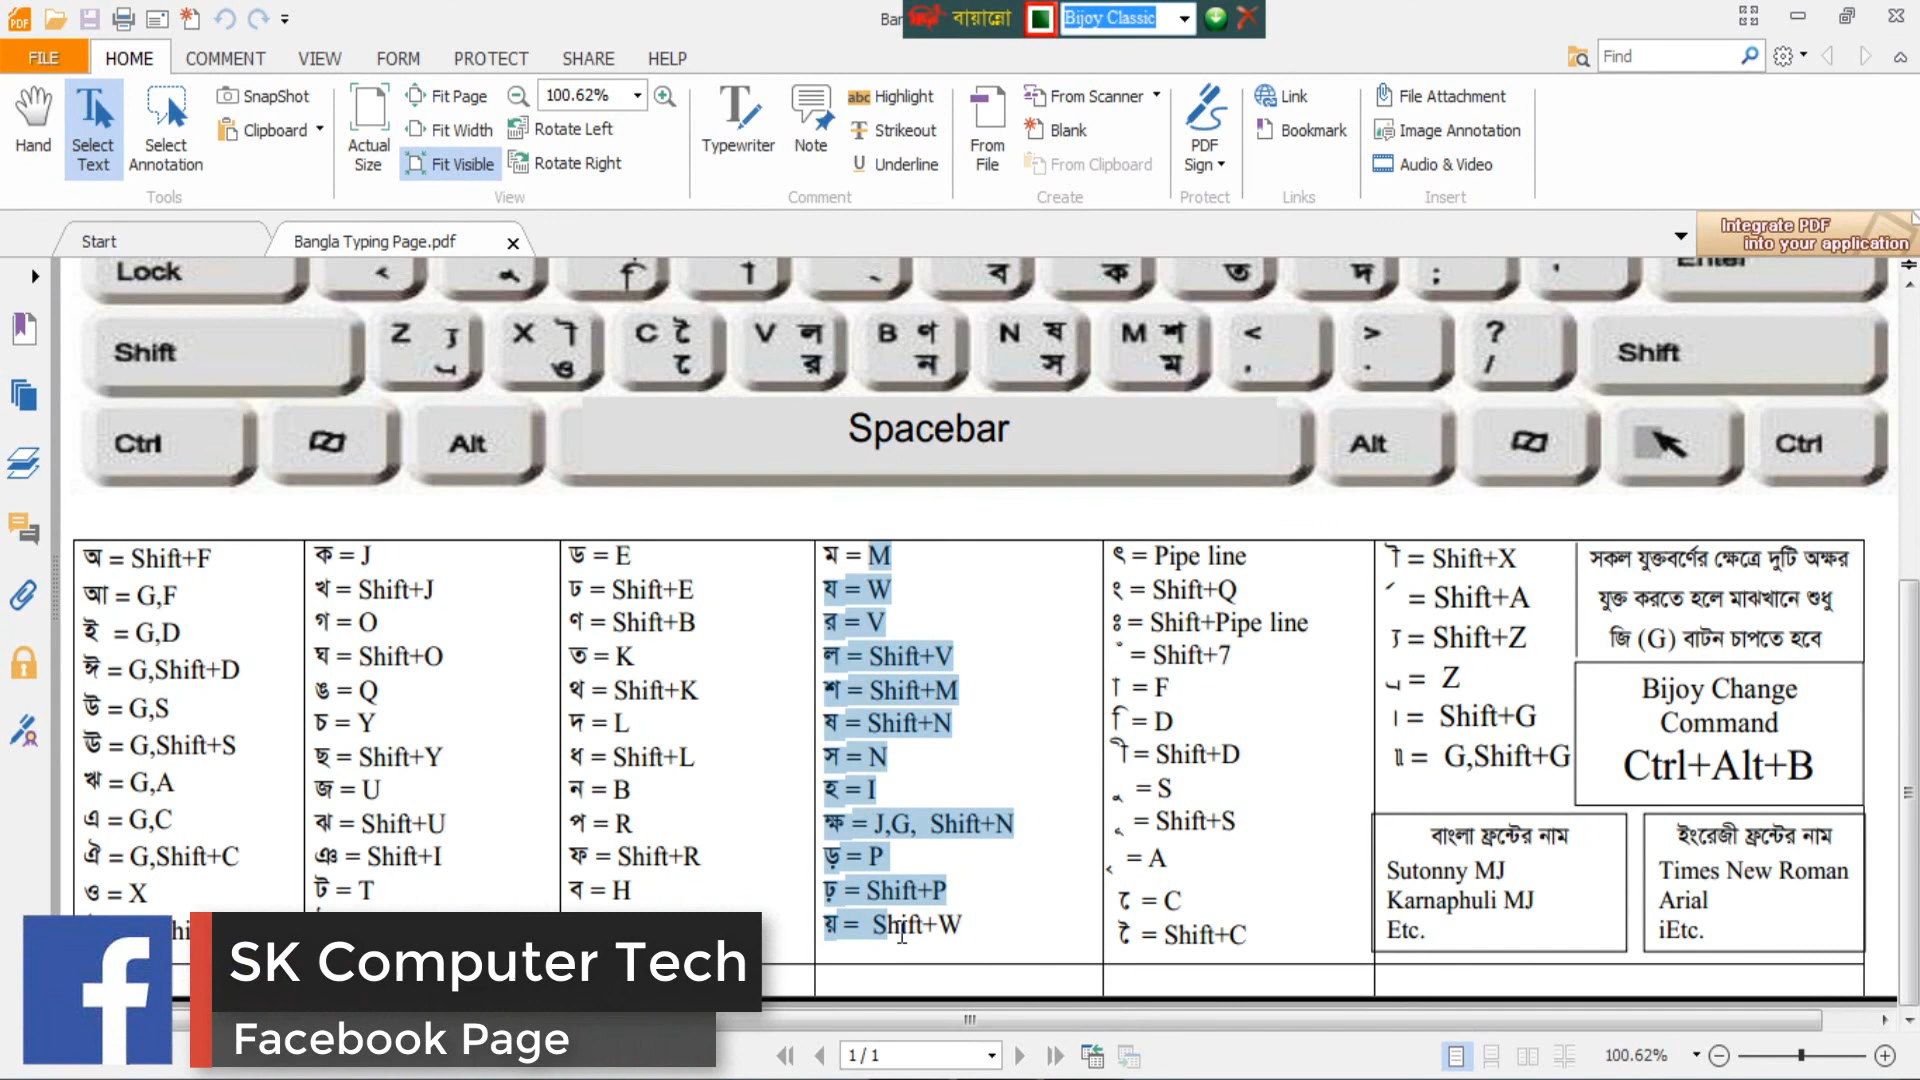 Bar
বায়ান্নো
Bijoy Classic
FILE
HOME
COMMENT
VIEW
FORM
PROTECT
SHARE
HELP
Find
Hand
Select Text
Select Annotation
SnapShot
Clipboard
Tools
Actual Size
Fit Page
Fit Width
Fit Visible
100.62%
Rotate Left
Rotate Right
View
Typewriter
Note
abc Highlight
Strikeout
Underline
Comment
From File
From Scanner
Blank
From Clipboard
Create
PDF Sign
Protect
Link
Bookmark
Links
File Attachment
Image Annotation
Audio & Video
Insert
Start
Bangla Typing Page.pdf
Integrate PDF
into your application
Lock
ব
ক
ত
দ
;
'
Enter
Shift
Z
X ও
C
V ল র
B ণ ন
N ষ স
M শ ম
< ,
> .
? /
Shift
Ctrl
Alt
Spacebar
Alt
Ctrl
অ = Shift+F
আ = G,F
ই = G,D
ঈ = G,Shift+D
উ = G,S
ঊ = G,Shift+S
ঋ = G,A
এ = G,C
ঐ = G,Shift+C
ও = X
ক = J
খ = Shift+J
গ = O
ঘ = Shift+O
ঙ = Q
চ = Y
ছ = Shift+Y
জ = U
ঝ = Shift+U
ঞ = Shift+I
ট = T
ড = E
ঢ = Shift+E
ণ = Shift+B
ত = K
থ = Shift+K
দ = L
ধ = Shift+L
ন = B
প = R
ফ = Shift+R
ব = H
ম = M
য = W
র = V
ল = Shift+V
শ = Shift+M
ষ = Shift+N
স = N
হ = I
ক্ষ = J,G, Shift+N
ড় = P
ঢ় = Shift+P
য় = Shift+W
ৎ = Pipe line
ং = Shift+Q
ঃ = Shift+Pipe line
ঁ = Shift+7
া = F
ি = D
ী = Shift+D
ু = S
ূ = Shift+S
ৃ = A
ে = C
ৈ = Shift+C
ৗ = Shift+X
র্ = Shift+A
্য = Shift+Z
্র = Z
। = Shift+G
॥ = G,Shift+G
সকল যুক্তবর্ণের ক্ষেত্রে দুটি অক্ষর
যুক্ত করতে হলে মাঝখানে শুধু
জি (G) বাটন চাপতে হবে
Bijoy Change
Command
Ctrl+Alt+B
বাংলা ফ্রন্টের নাম
Sutonny MJ
Karnaphuli MJ
Etc.
ইংরেজী ফ্রন্টের নাম
Times New Roman
Arial
iEtc.
SK Computer Tech
Facebook Page
1 / 1
100.62%